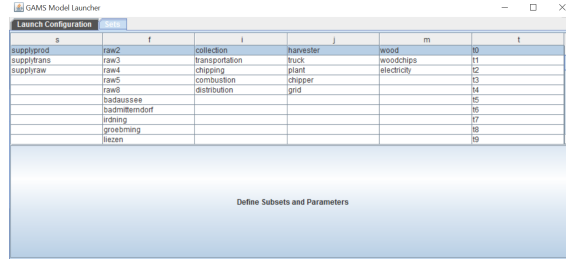 GAMS Model Launcher
Launch Configuration Sets
s f i j m t
supplyprod raw2 collection harvester wood t0
supplytrans raw3 transportation truck woodchips t1
supplyraw raw4 chipping plant electricity t2
raw5 combustion chipper t3
raw8 distribution grid t4
badaussee t5
badmitterndorf t6
irdning t7
groebming t8
liezen t9
Define Subsets and Parameters